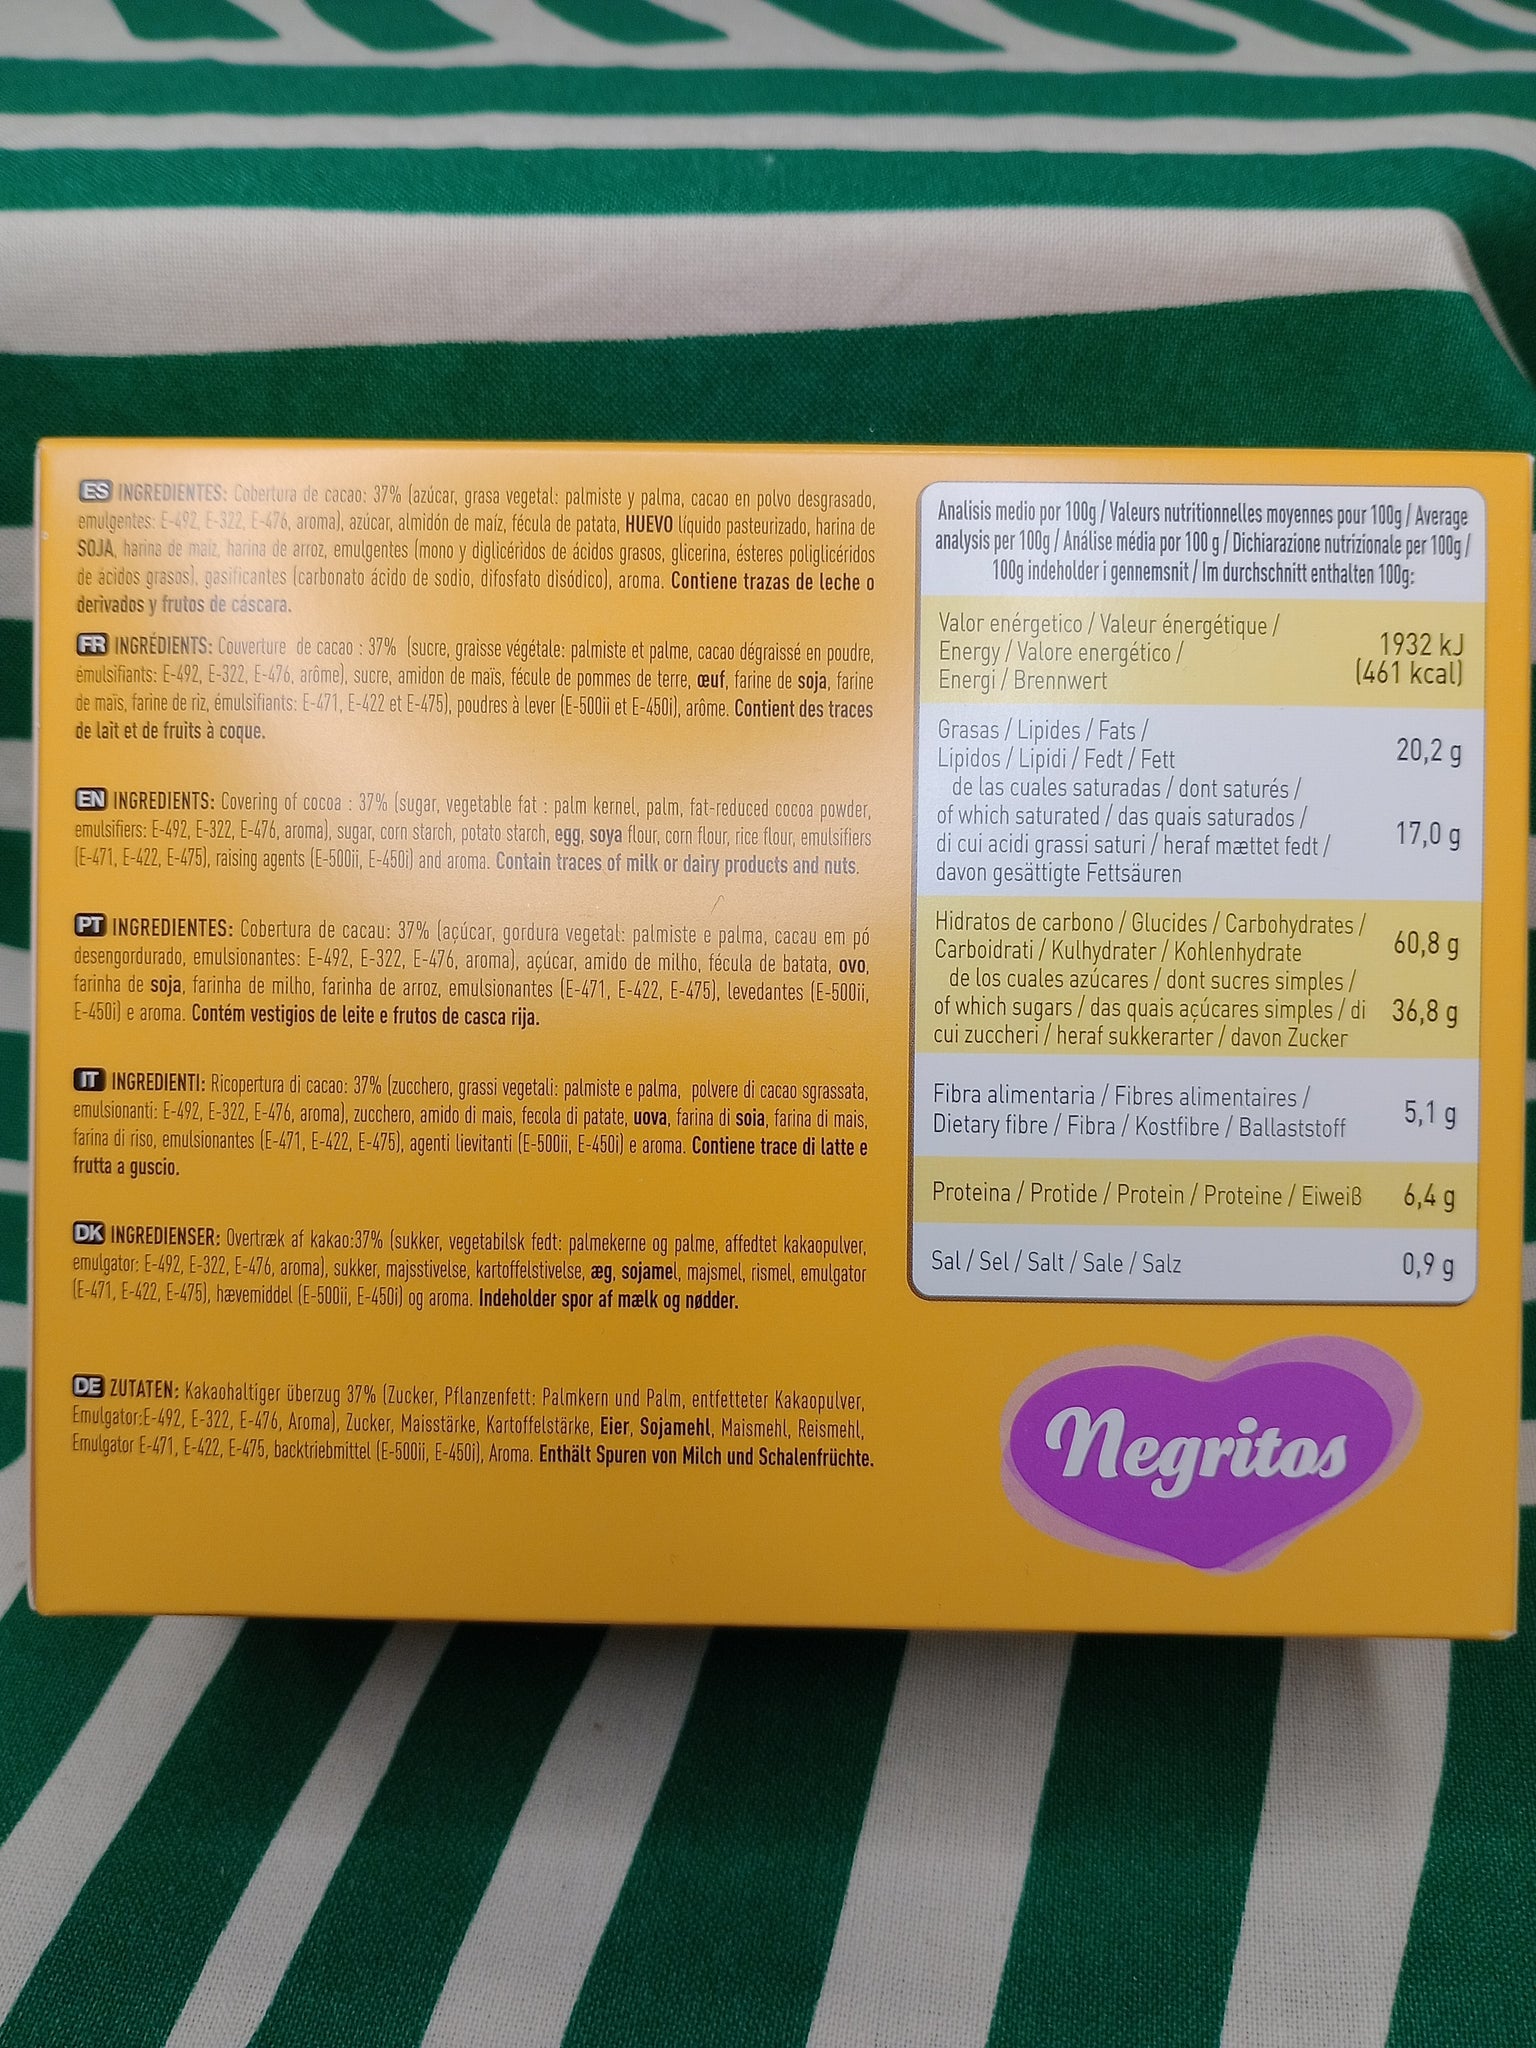 ES INGREDIENTES: Cobertura de cacao: 37% (azúcar, grasa vegetal: palmiste y palma, cacao en polvo desgrasado,
emulgentes: E-492, E-322, E-476, aroma), azúcar, almidón de maíz, fécula de patata, HUEVO líquido pasteurizado, harina de
SOJA, harina de maíz, harina de arroz, emulgentes (mono y diglicéridos de ácidos grasos, glicerina, ésteres poliglicéridos
de ácidos grasos), gasificantes (carbonato ácido de sodio, difosfato disódico), aroma. Contiene trazas de leche o
derivados y frutos de cáscara.
FR INGRÉDIENTS: Couverture de cacao : 37% (sucre, graisse végétale: palmiste et palme, cacao dégraissé en poudre,
émulsifiants: E-492, E-322, E-476, arôme), sucre, amidon de maïs, fécule de pommes de terre, œuf, farine de soja, farine
de maïs, farine de riz, émulsifiants: E-471, E-422 et E-475), poudres à lever (E-500ii et E-450i), arôme. Contient des traces
de lait et de fruits à coque.
EN INGREDIENTS: Covering of cocoa : 37% (sugar, vegetable fat : palm kernel, palm, fat-reduced cocoa powder,
emulsifiers: E-492, E-322, E-476, aroma), sugar, corn starch, potato starch, egg, soya flour, corn flour, rice flour, emulsifiers
(E-471, E-422, E-475), raising agents (E-500ii, E-450i) and aroma. Contain traces of milk or dairy products and nuts.
PT INGREDIENTES: Cobertura de cacau: 37% (açúcar, gordura vegetal: palmiste e palma, cacau em pó
desengordurado, emulsionantes: E-492, E-322, E-476, aroma), açúcar, amido de milho, fécula de batata, ovo,
farinha de soja, farinha de milho, farinha de arroz, emulsionantes (E-471, E-422, E-475), levedantes (E-500ii,
E-450i) e aroma. Contém vestigios de leite e frutos de casca rija.
IT INGREDIENTI: Ricopertura di cacao: 37% (zucchero, grassi vegetali: palmiste e palma, polvere di cacao sgrassata,
emulsionanti: E-492, E-322, E-476, aroma), zucchero, amido di mais, fecola di patate, uova, farina di soia, farina di mais,
farina di riso, emulsionantes (E-471, E-422, E-475), agenti lievitanti (E-500ii, E-450i) e aroma. Contiene trace di latte e
frutta a guscio.
DK INGREDIENSER: Overtræk af kakao:37% (sukker, vegetabilsk fedt: palmekerne og palme, affedtet kakaopulver,
emulgator: E-492, E-322, E-476, aroma), sukker, majsstivelse, kartoffelstivelse, æg, sojamel, majsmel, rismel, emulgator
(E-471, E-422, E-475), hævemiddel (E-500ii, E-450i) og aroma. Indeholder spor af mælk og nødder.
DE ZUTATEN: Kakaohaltiger überzug 37% (Zucker, Pflanzenfett: Palmkern und Palm, entfetteter Kakaopulver,
Emulgator:E-492, E-322, E-476, Aroma), Zucker, Maisstärke, Kartoffelstärke, Eier, Sojamehl, Maismehl, Reismehl,
Emulgator E-471, E-422, E-475, backtriebmittel (E-500ii, E-450i), Aroma. Enthält Spuren von Milch und Schalenfrüchte.
Analisis medio por 100g / Valeurs nutritionnelles moyennes pour 100g / Average
analysis per 100g / Análise média por 100 g / Dichiarazione nutrizionale per 100g /
100g indeholder i gennemsnit / Im durchschnitt enthalten 100g:
Valor enérgetico / Valeur énergétique /
Energy / Valore energético /
Energi / Brennwert
1932 kJ
(461 kcal)
Grasas / Lipides / Fats /
Lípidos / Lipidi / Fedt / Fett
20,2 g
de las cuales saturadas / dont saturés /
of which saturated / das quais saturados /
di cui acidi grassi saturi / heraf mættet fedt /
davon gesättigte Fettsäuren
17,0 g
Hidratos de carbono / Glucides / Carbohydrates /
Carboidrati / Kulhydrater / Kohlenhydrate
60,8 g
de los cuales azúcares / dont sucres simples /
of which sugars / das quais açúcares simples / di
cui zuccheri / heraf sukkerarter / davon Zucker
36,8 g
Fibra alimentaria / Fibres alimentaires /
Dietary fibre / Fibra / Kostfibre / Ballaststoff
5,1 g
Proteina / Protide / Protein / Proteine / Eiweiß 6,4 g
Sal / Sel / Salt / Sale / Salz 0,9 g
Negritos